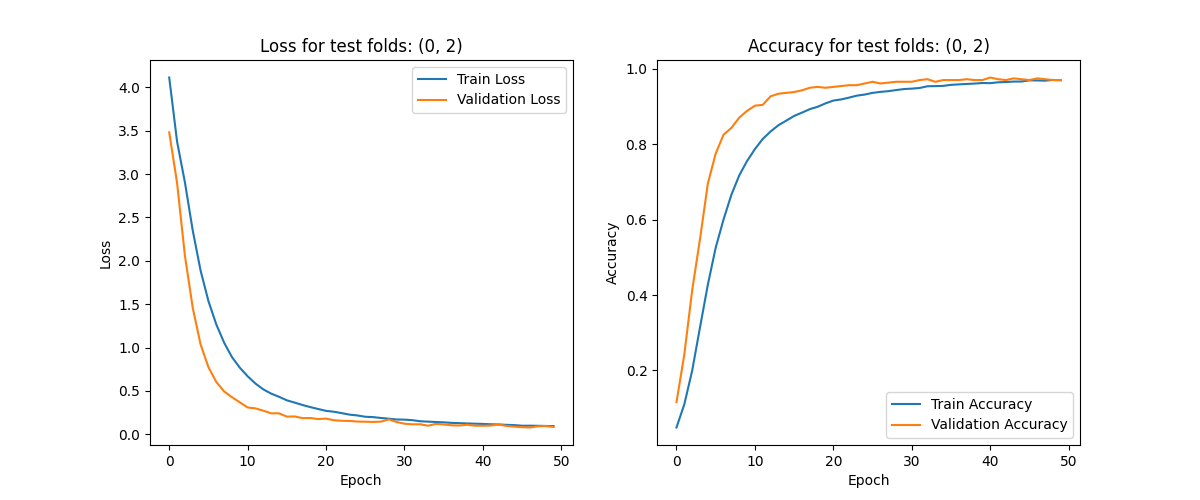 Loss for test folds: (0, 2)
Train Loss
Validation Loss
4.0
3.5
3.0
2.5
2.0
1.5
1.0
0.5
0.0
Loss
0 10 20 30 40 50
Epoch
Accuracy for test folds: (0, 2)
1.0
0.8
0.6
0.4
0.2
Accuracy
Train Accuracy
Validation Accuracy
0 10 20 30 40 50
Epoch